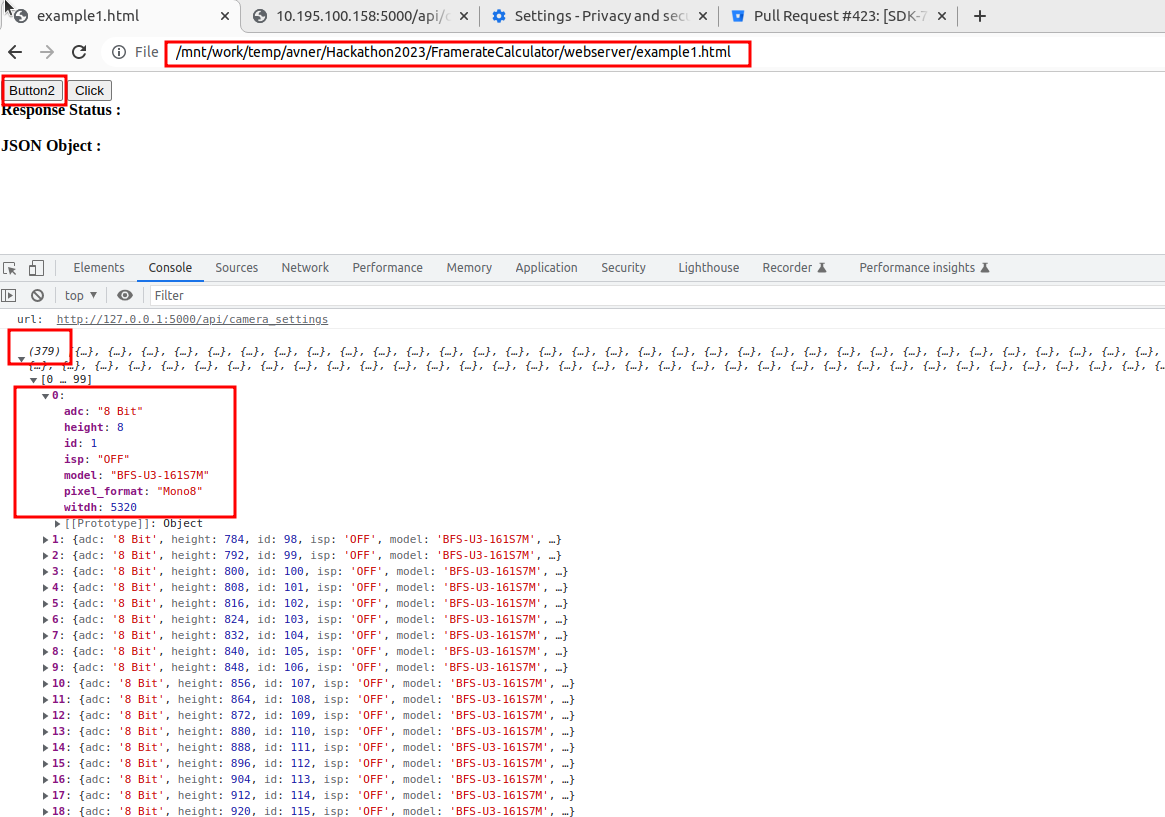 example1.html × 10.195.100.158:5000/api/c × Settings - Privacy and secu × Pull Request #423: [SDK-7 × +
File /mnt/work/temp/avner/Hackathon2023/FramerateCalculator/webserver/example1.html
Button2 Click
Response Status :
JSON Object :
Elements Console Sources Network Performance Memory Application Security Lighthouse Recorder Performance insights
top ▼ Filter
url: http://127.0.0.1:5000/api/camera_settings
(379) [{…}, {…}, {…}, {…}, {…}, {…}, {…}, {…}, {…}, {…}, {…}, {…}, {…}, {…}, {…}, {…}, {…}, {…}, {…}, {…}, {…}, {…}, {…}, {…}, {…}, {…}, {…}, {…}, {…}, {…}, {…}, {…}, {…},
{…}, {…}, {…}, {…}, {…}, {…}, {…}, {…}, {…}, {…}, {…}, {…}, {…}, {…}, {…}, {…}, {…}, {…}, {…}, {…}, {…}, {…}, {…}, {…}, {…}, {…}, {…}, {…}, {…}, {…}, {…}, {…}, {…}, {…}, {…
▼[0 … 99]
▼0:
adc: "8 Bit"
height: 8
id: 1
isp: "OFF"
model: "BFS-U3-161S7M"
pixel_format: "Mono8"
witdh: 5320
▶[[Prototype]]: Object
▶1: {adc: '8 Bit', height: 784, id: 98, isp: 'OFF', model: 'BFS-U3-161S7M', …}
▶2: {adc: '8 Bit', height: 792, id: 99, isp: 'OFF', model: 'BFS-U3-161S7M', …}
▶3: {adc: '8 Bit', height: 800, id: 100, isp: 'OFF', model: 'BFS-U3-161S7M', …}
▶4: {adc: '8 Bit', height: 808, id: 101, isp: 'OFF', model: 'BFS-U3-161S7M', …}
▶5: {adc: '8 Bit', height: 816, id: 102, isp: 'OFF', model: 'BFS-U3-161S7M', …}
▶6: {adc: '8 Bit', height: 824, id: 103, isp: 'OFF', model: 'BFS-U3-161S7M', …}
▶7: {adc: '8 Bit', height: 832, id: 104, isp: 'OFF', model: 'BFS-U3-161S7M', …}
▶8: {adc: '8 Bit', height: 840, id: 105, isp: 'OFF', model: 'BFS-U3-161S7M', …}
▶9: {adc: '8 Bit', height: 848, id: 106, isp: 'OFF', model: 'BFS-U3-161S7M', …}
▶10: {adc: '8 Bit', height: 856, id: 107, isp: 'OFF', model: 'BFS-U3-161S7M', …}
▶11: {adc: '8 Bit', height: 864, id: 108, isp: 'OFF', model: 'BFS-U3-161S7M', …}
▶12: {adc: '8 Bit', height: 872, id: 109, isp: 'OFF', model: 'BFS-U3-161S7M', …}
▶13: {adc: '8 Bit', height: 880, id: 110, isp: 'OFF', model: 'BFS-U3-161S7M', …}
▶14: {adc: '8 Bit', height: 888, id: 111, isp: 'OFF', model: 'BFS-U3-161S7M', …}
▶15: {adc: '8 Bit', height: 896, id: 112, isp: 'OFF', model: 'BFS-U3-161S7M', …}
▶16: {adc: '8 Bit', height: 904, id: 113, isp: 'OFF', model: 'BFS-U3-161S7M', …}
▶17: {adc: '8 Bit', height: 912, id: 114, isp: 'OFF', model: 'BFS-U3-161S7M', …}
▶18: {adc: '8 Bit', height: 920, id: 115, isp: 'OFF', model: 'BFS-U3-161S7M', …}